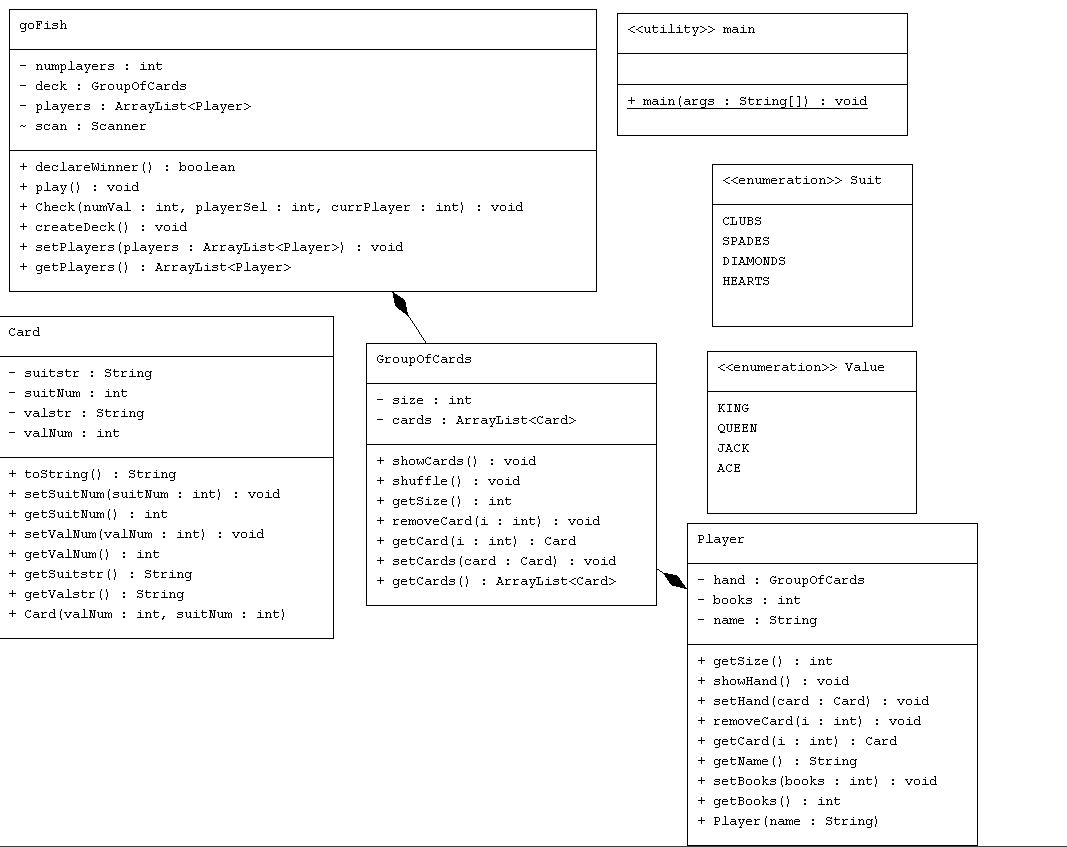 goFish
- numplayers : int
- deck : GroupOfCards
- players : ArrayList<Player>
~ scan : Scanner
+ declareWinner() : boolean
+ play() : void
+ Check(numVal : int, playerSel : int, currPlayer : int) : void
+ createDeck() : void
+ setPlayers(players : ArrayList<Player>) : void
+ getPlayers() : ArrayList<Player>
<<utility>> main
+ main(args : String[]) : void
<<enumeration>> Suit
CLUBS
SPADES
DIAMONDS
HEARTS
Card
- suitstr : String
- suitNum : int
- valstr : String
- valNum : int
+ toString() : String
+ setSuitNum(suitNum : int) : void
+ getSuitNum() : int
+ setValNum(valNum : int) : void
+ getValNum() : int
+ getSuitstr() : String
+ getValstr() : String
+ Card(valNum : int, suitNum : int)
GroupOfCards
- size : int
- cards : ArrayList<Card>
+ showCards() : void
+ shuffle() : void
+ getSize() : int
+ removeCard(i : int) : void
+ getCard(i : int) : Card
+ setCards(card : Card) : void
+ getCards() : ArrayList<Card>
<<enumeration>> Value
KING
QUEEN
JACK
ACE
Player
- hand : GroupOfCards
- books : int
- name : String
+ getSize() : int
+ showHand() : void
+ setHand(card : Card) : void
+ removeCard(i : int) : void
+ getCard(i : int) : Card
+ getName() : String
+ setBooks(books : int) : void
+ getBooks() : int
+ Player(name : String)